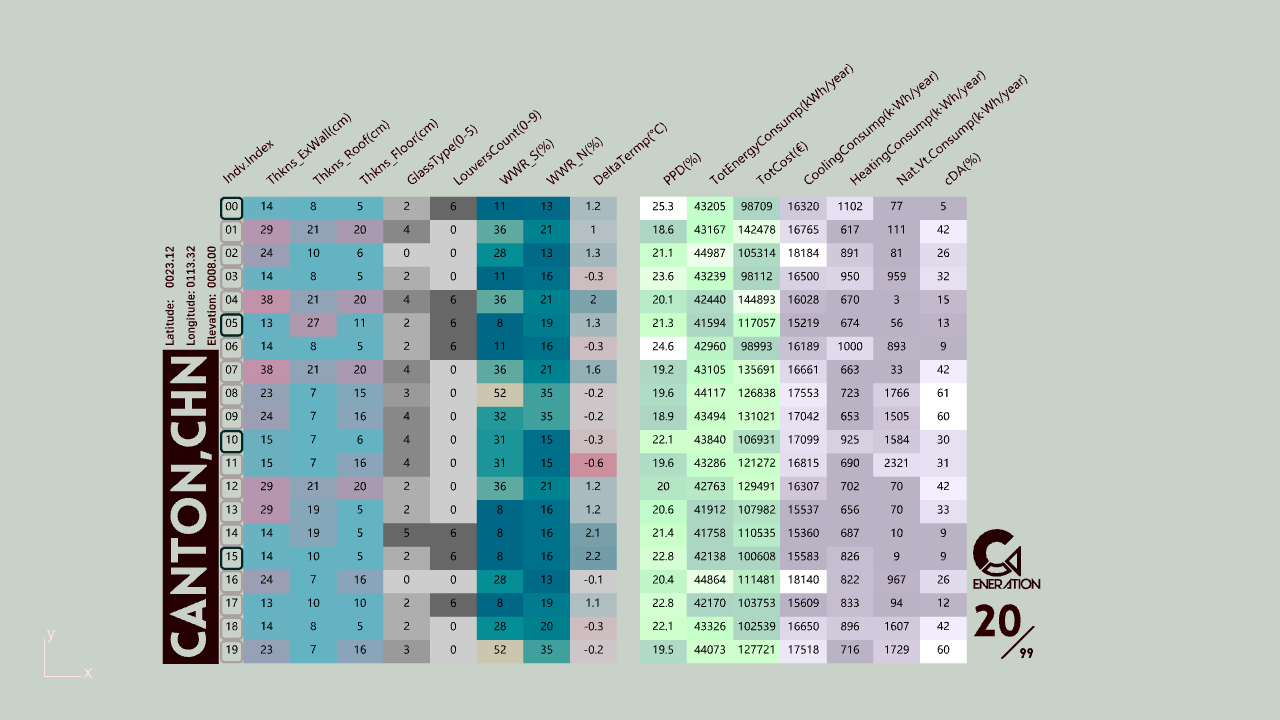 Indv.Index Thkns_ExWall(cm) Thkns_Roof(cm) Thkns_Floor(cm) GlassType(0-5) LouversCount(0-9) WWR_S(%) WWR_N(%) DeltaTermp(°C) PPD(%) TotEnergyConsump(kWh/year) TotCost(€) CoolingConsump(k·Wh/year) HeatingConsump(k·Wh/year) Nat.Vt.Consump(k·Wh/year) cDA(%)
00 14 8 5 2 6 11 13 1.2 25.3 43205 98709 16320 1102 77 5
01 29 21 20 4 0 36 21 1 18.6 43167 142478 16765 617 111 42
02 24 10 6 0 0 28 13 1.3 21.1 44987 105314 18184 891 81 26
03 14 8 5 2 0 11 16 -0.3 23.6 43239 98112 16500 950 959 32
04 38 21 20 4 6 36 21 2 20.1 42440 144893 16028 670 3 15
05 13 27 11 2 6 8 19 1.3 21.3 41594 117057 15219 674 56 13
06 14 8 5 2 6 11 16 -0.3 24.6 42960 98993 16189 1000 893 9
07 38 21 20 4 0 36 21 1.6 19.2 43105 135691 16661 663 33 42
08 23 7 15 3 0 52 35 -0.2 19.6 44117 126838 17553 723 1766 61
09 24 7 16 4 0 32 35 -0.2 18.9 43494 131021 17042 653 1505 60
10 15 7 6 4 0 31 15 -0.3 22.1 43840 106931 17099 925 1584 30
11 15 7 16 4 0 31 15 -0.6 19.6 43286 121272 16815 690 2321 31
12 29 21 20 2 0 36 21 1.2 20 42763 129491 16307 702 70 42
13 29 19 5 2 0 8 16 1.2 20.6 41912 107982 15537 656 70 33
14 14 19 5 5 6 8 16 2.1 21.4 41758 110535 15360 687 10 9
15 14 10 5 2 6 8 16 2.2 22.8 42138 100608 15583 826 9 9
16 24 7 16 0 0 28 13 -0.1 20.4 44864 111481 18140 822 967 26
17 13 10 10 2 6 8 19 1.1 22.8 42170 103753 15609 833 94 12
18 14 8 5 2 0 28 20 -0.3 22.1 43326 102539 16650 896 1607 42
19 23 7 16 3 0 52 35 -0.2 19.5 44073 127721 17518 716 1729 60
Latitude: 0023.12
Longitude: 0113.32
Elevation: 0008.00
CANTON,CHN
GENERATION
20/99
y
x